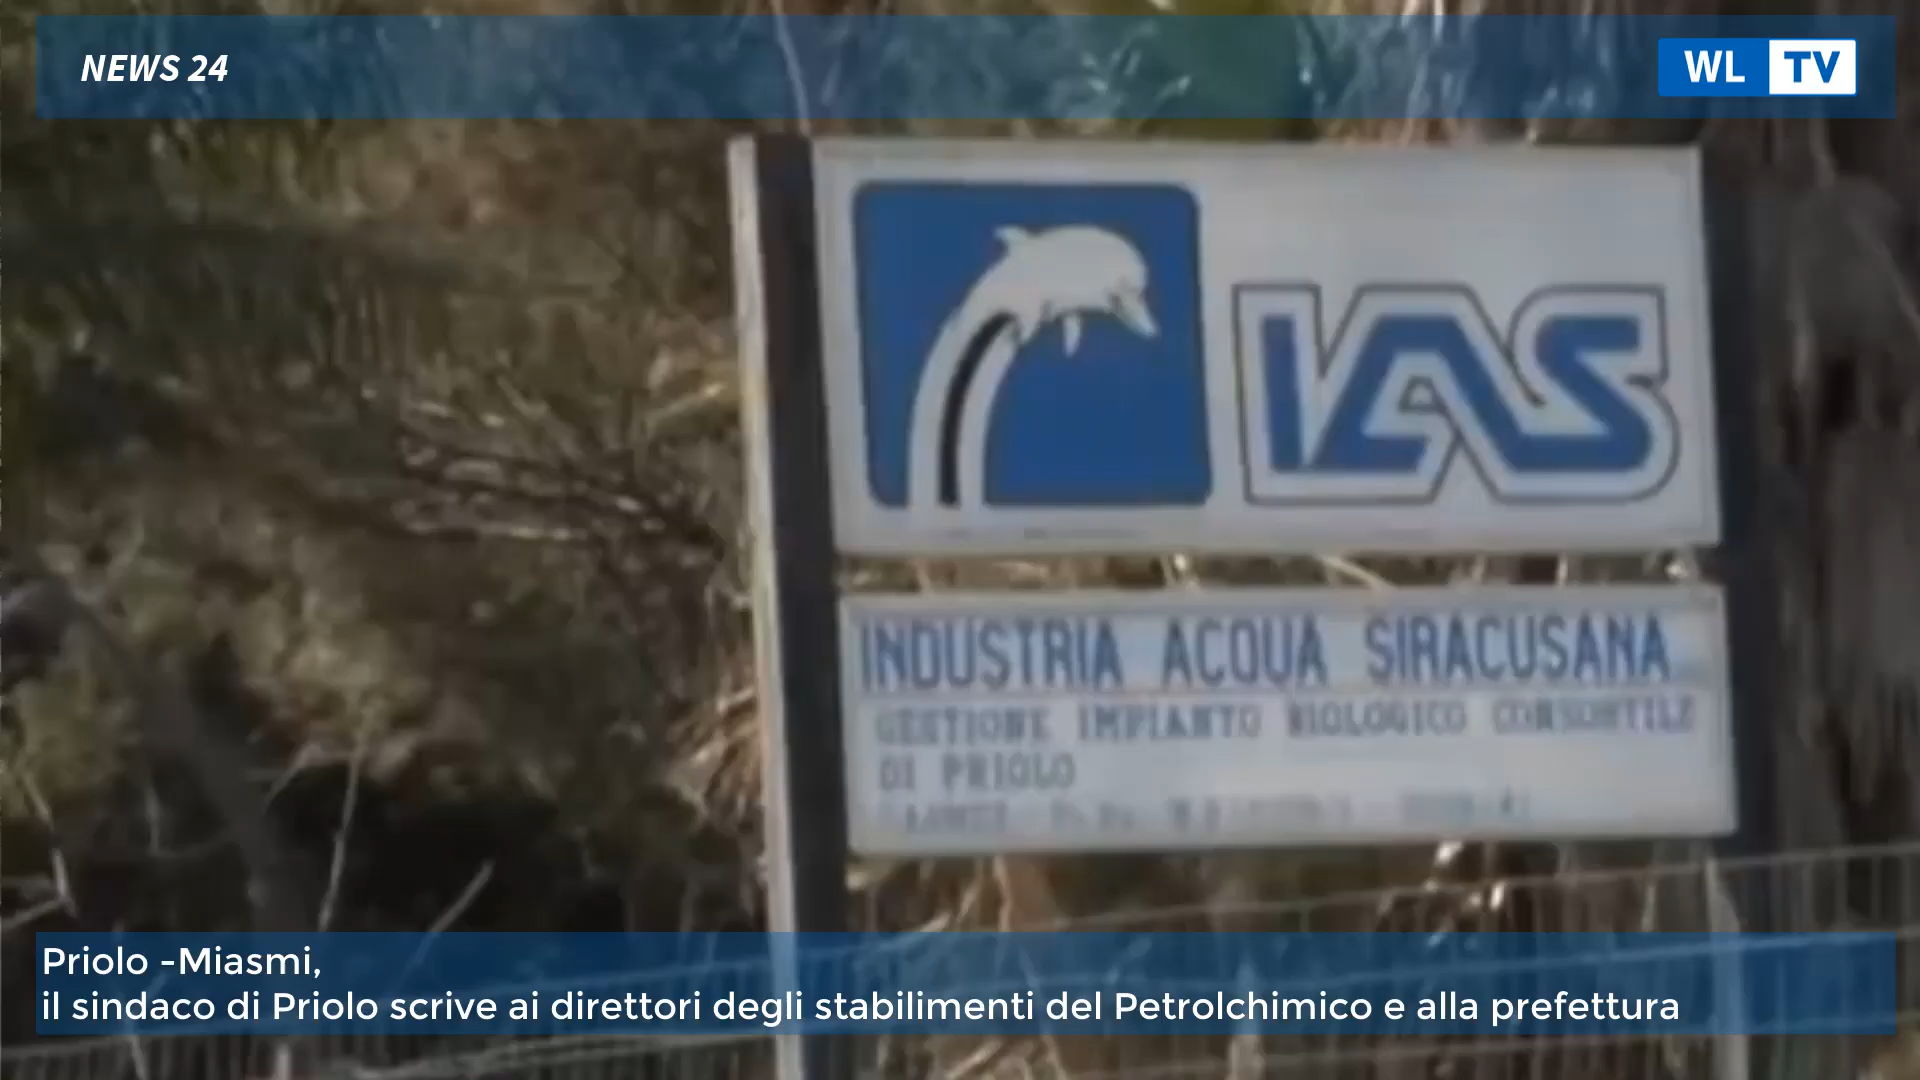 NEWS 24
WL TV
IAS
INDUSTRIA ACQUA SIRACUSANA
GESTIONE IMPIANTO BIOLOGICO CONSORTILE
DI PRIOLO
Priolo -Miasmi,
il sindaco di Priolo scrive ai direttori degli stabilimenti del Petrolchimico e alla prefettura